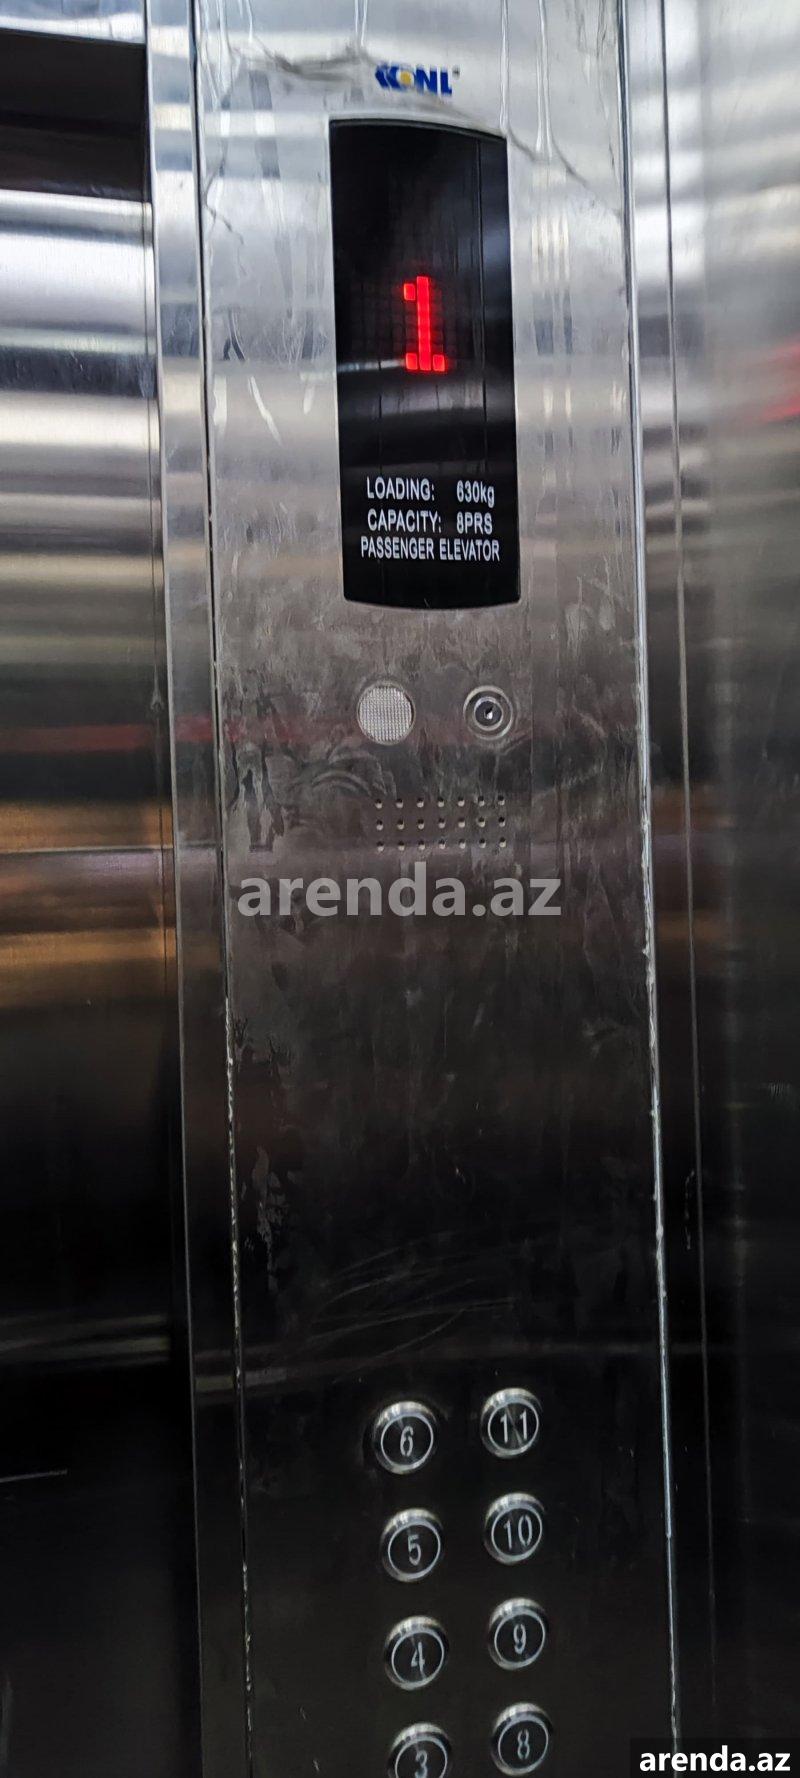 KONL
1
LOADING: 630kg
CAPACITY: 8PRS
PASSENGER ELEVATOR
arenda.az
6 11
5 10
4 9
3 8
arenda.az